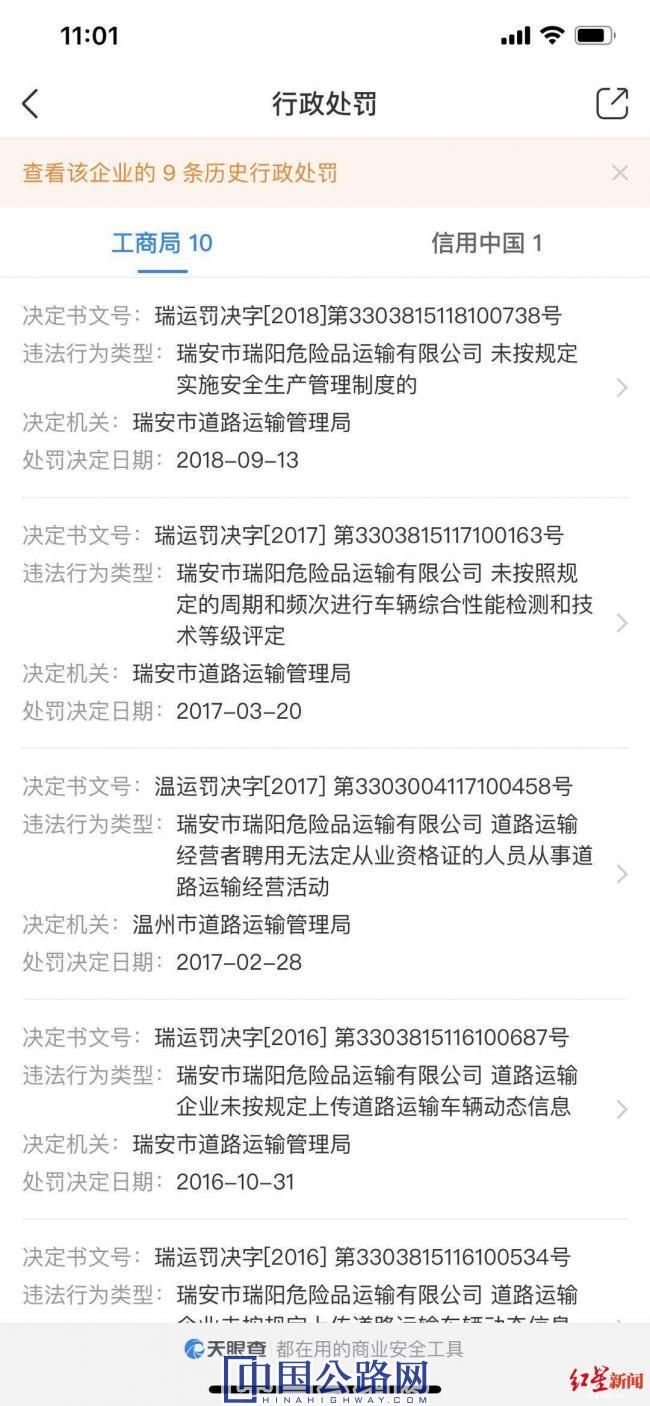 11:01
行政处罚
查看该企业的 9 条历史行政处罚
工商局 10
信用中国 1
决定书文号: 瑞运罚决字[2018]第3303815118100738号
违法行为类型: 瑞安市瑞阳危险品运输有限公司 未按规定
实施安全生产管理制度的
决定机关: 瑞安市道路运输管理局
处罚决定日期: 2018-09-13
决定书文号: 瑞运罚决字[2017] 第3303815117100163号
违法行为类型: 瑞安市瑞阳危险品运输有限公司 未按照规
定的周期和频次进行车辆综合性能检测和技
术等级评定
决定机关: 瑞安市道路运输管理局
处罚决定日期: 2017-03-20
决定书文号: 温运罚决字[2017] 第3303004117100458号
违法行为类型: 瑞安市瑞阳危险品运输有限公司 道路运输
经营者聘用无法定从业资格证的人员从事道
路运输经营活动
决定机关: 温州市道路运输管理局
处罚决定日期: 2017-02-28
决定书文号: 瑞运罚决字[2016] 第3303815116100687号
违法行为类型: 瑞安市瑞阳危险品运输有限公司 道路运输
企业未按规定上传道路运输车辆动态信息
决定机关: 瑞安市道路运输管理局
处罚决定日期: 2016-10-31
决定书文号: 瑞运罚决字[2016] 第3303815116100534号
违法行为类型: 瑞安市瑞阳危险品运输有限公司 道路运输
企业未按规定上传道路运输车辆动态信息
天眼查 都在用的商业安全工具
中国公路网
HINAHIGHWAY.COM
红星新闻